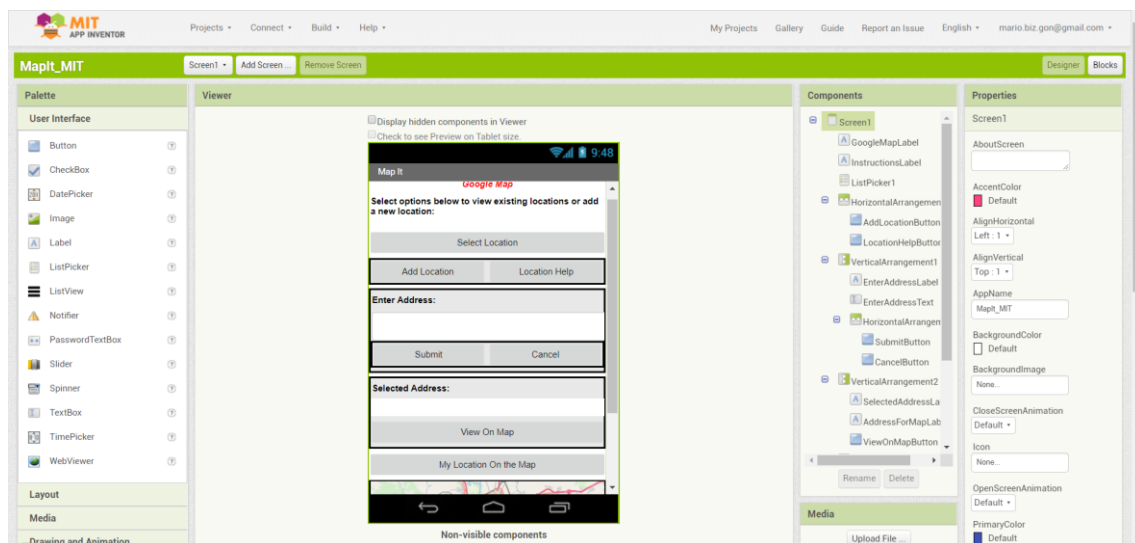 MIT
APP INVENTOR
Projects Connect Build Help My Projects Gallery Guide Report an Issue English mario.biz.gon@gmail.com
MapIt_MIT Screen1 Add Screen ... Remove Screen Designer Blocks
Palette
User Interface
Button
CheckBox
DatePicker
Image
Label
ListPicker
ListView
Notifier
PasswordTextBox
Slider
Spinner
TextBox
TimePicker
WebViewer
Layout
Media
Drawing and Animation
Viewer
Display hidden components in Viewer
Check to see Preview on Tablet size.
9:48
Map It
Google Map
Select options below to view existing locations or add
a new location:
Select Location
Add Location Location Help
Enter Address:
Submit Cancel
Selected Address:
View On Map
My Location On the Map
Non-visible components
Components
Screen1
GoogleMapLabel
InstructionsLabel
ListPicker1
HorizontalArrangemen
AddLocationButton
LocationHelpButtor
VerticalArrangement1
EnterAddressLabel
EnterAddressText
HorizontalArrangen
SubmitButton
CancelButton
VerticalArrangement2
SelectedAddressLa
AddressForMapLab
ViewOnMapButton
Rename Delete
Media
Upload File ...
Properties
Screen1
AboutScreen
AccentColor
Default
AlignHorizontal
Left : 1
AlignVertical
Top : 1
AppName
MapIt_MIT
BackgroundColor
Default
BackgroundImage
None...
CloseScreenAnimation
Default
Icon
None...
OpenScreenAnimation
Default
PrimaryColor
Default